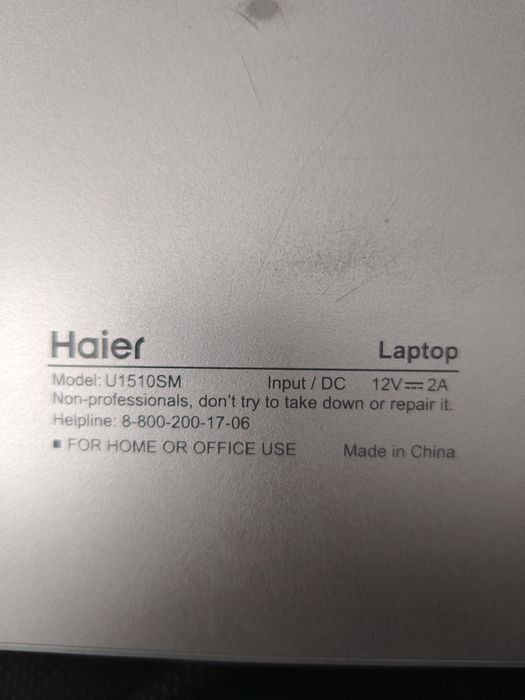 Haier Laptop
Model: U1510SM Input / DC 12V⎓2A
Non-professionals, don't try to take down or repair it.
Helpline: 8-800-200-17-06
▪ FOR HOME OR OFFICE USE Made in China